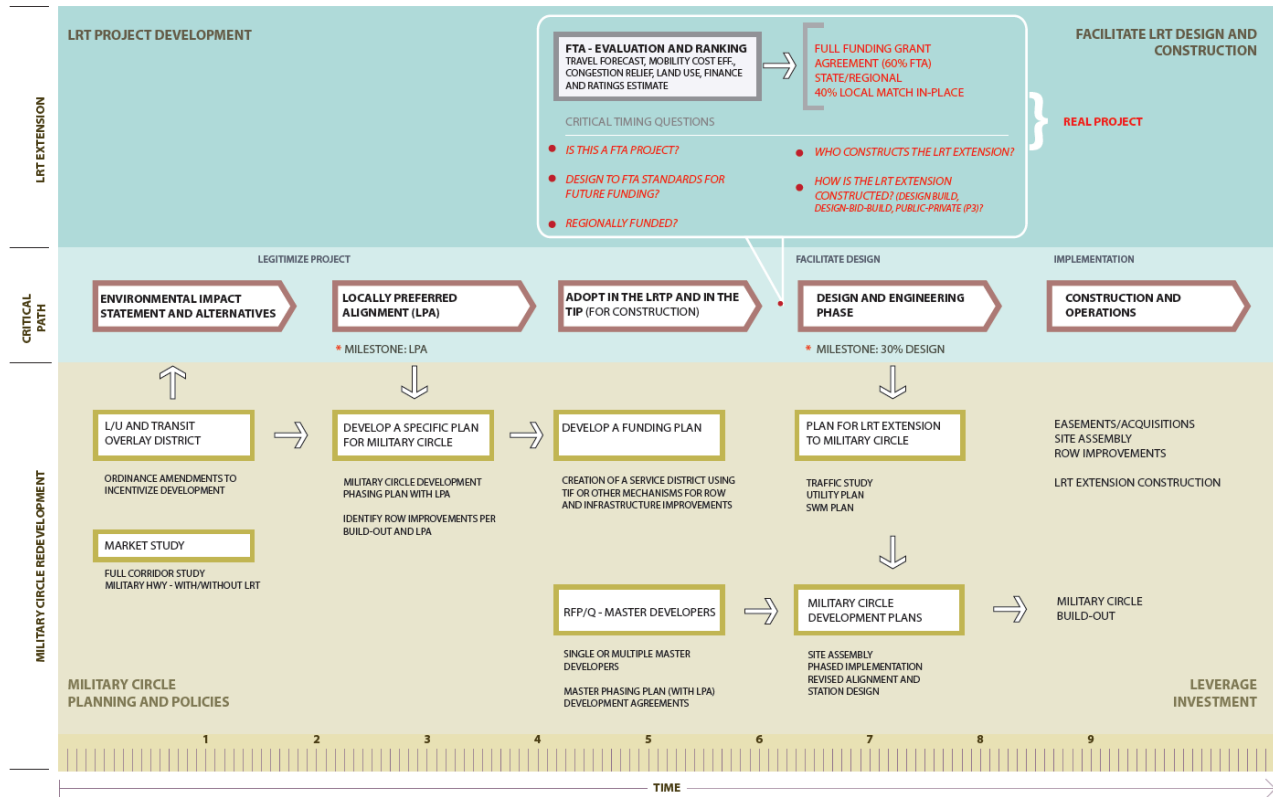 LRT PROJECT DEVELOPMENT
FACILITATE LRT DESIGN AND
CONSTRUCTION
LRT EXTENSION
FTA - EVALUATION AND RANKING
TRAVEL FORECAST, MOBILITY COST EFF.,
CONGESTION RELIEF, LAND USE, FINANCE
AND RATINGS ESTIMATE
FULL FUNDING GRANT
AGREEMENT (60% FTA)
STATE/REGIONAL
40% LOCAL MATCH IN-PLACE
REAL PROJECT
CRITICAL TIMING QUESTIONS
• IS THIS A FTA PROJECT?
• DESIGN TO FTA STANDARDS FOR
FUTURE FUNDING?
• REGIONALLY FUNDED?
• WHO CONSTRUCTS THE LRT EXTENSION?
• HOW IS THE LRT EXTENSION
CONSTRUCTED? (DESIGN BUILD,
DESIGN-BID-BUILD, PUBLIC-PRIVATE (P3)?
CRITICAL
PATH
LEGITIMIZE PROJECT
FACILITATE DESIGN
IMPLEMENTATION
ENVIRONMENTAL IMPACT
STATEMENT AND ALTERNATIVES
LOCALLY PREFERRED
ALIGNMENT (LPA)
ADOPT IN THE LRTP AND IN THE
TIP (FOR CONSTRUCTION)
DESIGN AND ENGINEERING
PHASE
CONSTRUCTION AND
OPERATIONS
* MILESTONE: LPA
* MILESTONE: 30% DESIGN
MILITARY CIRCLE REDEVELOPMENT
L/U AND TRANSIT
OVERLAY DISTRICT
ORDINANCE AMENDMENTS TO
INCENTIVIZE DEVELOPMENT
MARKET STUDY
FULL CORRIDOR STUDY
MILITARY HWY - WITH/WITHOUT LRT
DEVELOP A SPECIFIC PLAN
FOR MILITARY CIRCLE
MILITARY CIRCLE DEVELOPMENT
PHASING PLAN WITH LPA
IDENTIFY ROW IMPROVEMENTS PER
BUILD-OUT AND LPA
DEVELOP A FUNDING PLAN
CREATION OF A SERVICE DISTRICT USING
TIF OR OTHER MECHANISMS FOR ROW
AND INFRASTRUCTURE IMPROVEMENTS
RFP/Q - MASTER DEVELOPERS
SINGLE OR MULTIPLE MASTER
DEVELOPERS
MASTER PHASING PLAN (WITH LPA)
DEVELOPMENT AGREEMENTS
PLAN FOR LRT EXTENSION
TO MILITARY CIRCLE
TRAFFIC STUDY
UTILITY PLAN
SWM PLAN
MILITARY CIRCLE
DEVELOPMENT PLANS
SITE ASSEMBLY
PHASED IMPLEMENTATION
REVISED ALIGNMENT AND
STATION DESIGN
EASEMENTS/ACQUISITIONS
SITE ASSEMBLY
ROW IMPROVEMENTS
LRT EXTENSION CONSTRUCTION
MILITARY CIRCLE
BUILD-OUT
MILITARY CIRCLE
PLANNING AND POLICIES
LEVERAGE
INVESTMENT
1 2 3 4 5 6 7 8 9
TIME